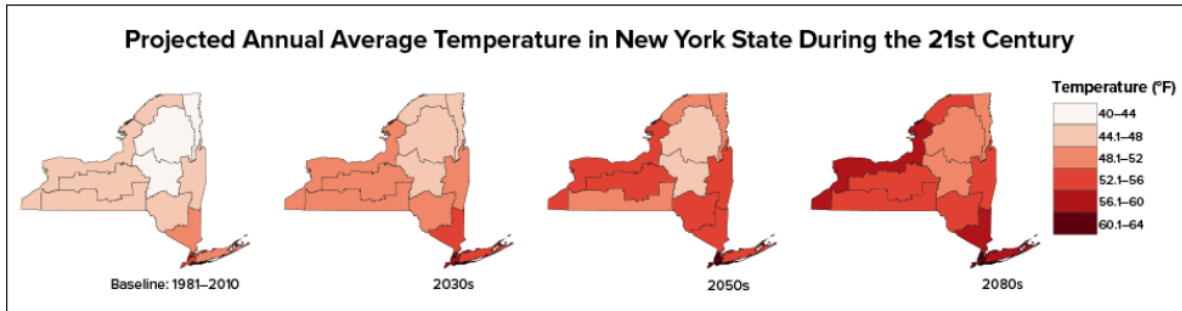 Projected Annual Average Temperature in New York State During the 21st Century
Temperature (°F)
40–44
44.1–48
48.1–52
52.1–56
56.1–60
60.1–64
Baseline: 1981–2010
2030s
2050s
2080s